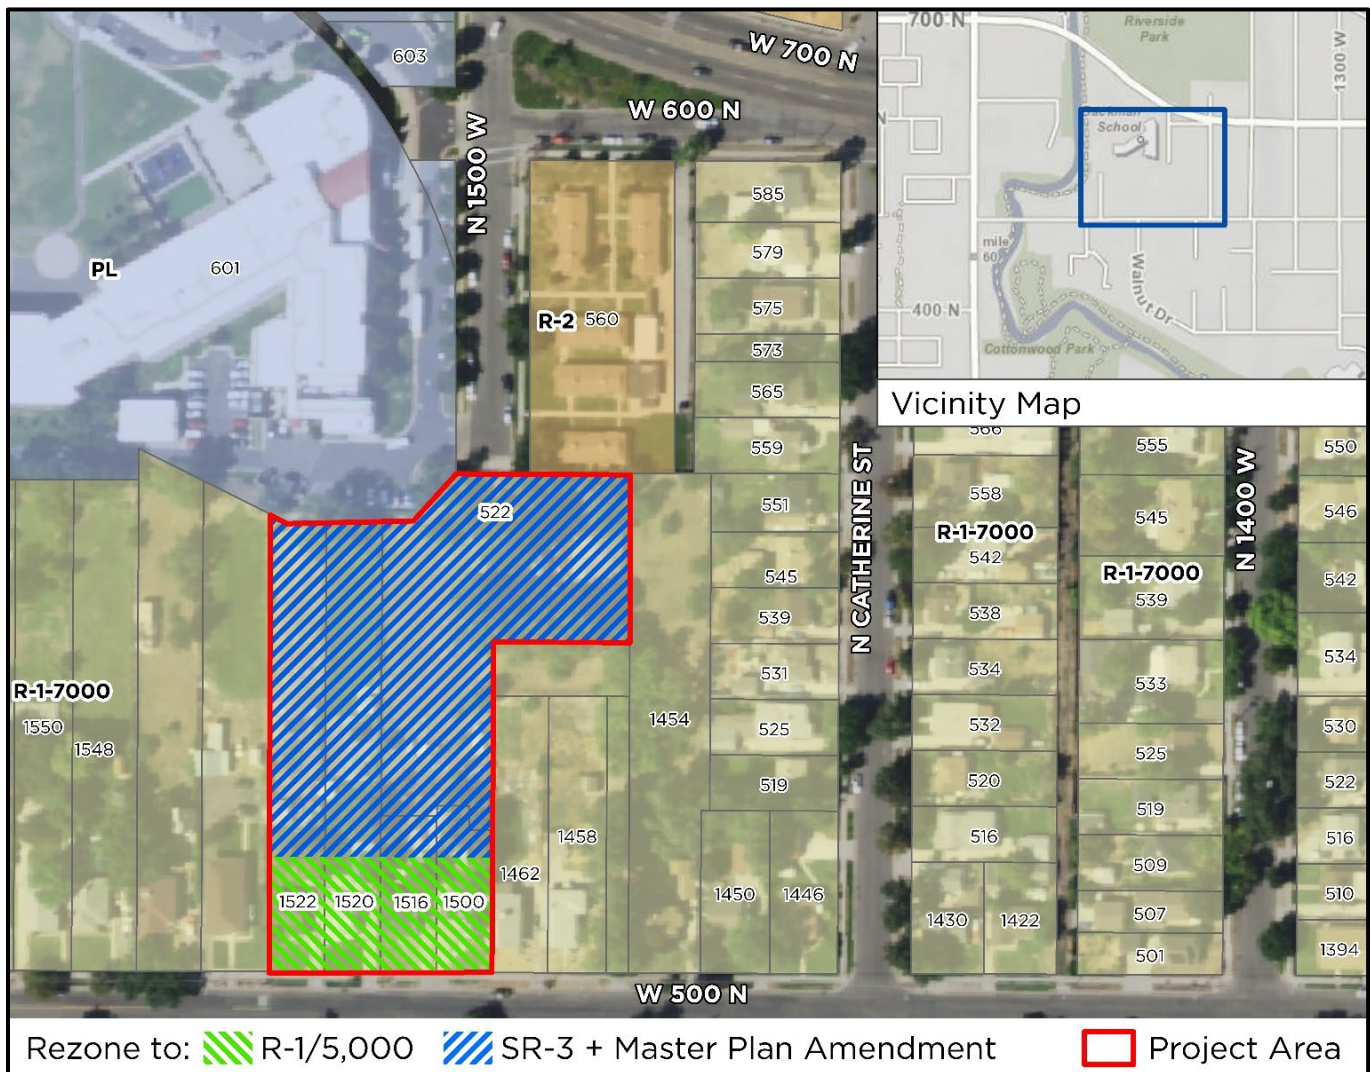 603
W 700 N
W 600 N
N 1500 W
PL
601
R-2 560
585
579
575
573
565
559
700 N
Riverside
Park
1300 W
School
mile
60
Walnut Dr
400 N
Cottonwood Park
Vicinity Map
522
551
545
539
531
525
519
N CATHERINE ST
566
558
R-1-7000
542
538
534
532
520
516
1430
1422
555
545
R-1-7000
539
533
525
519
509
507
501
N 1400 W
550
546
542
534
530
522
516
510
1394
R-1-7000
1550
1548
1454
1458
1462
1450
1446
1522
1520
1516
1500
W 500 N
Rezone to: R-1/5,000 SR-3 + Master Plan Amendment Project Area